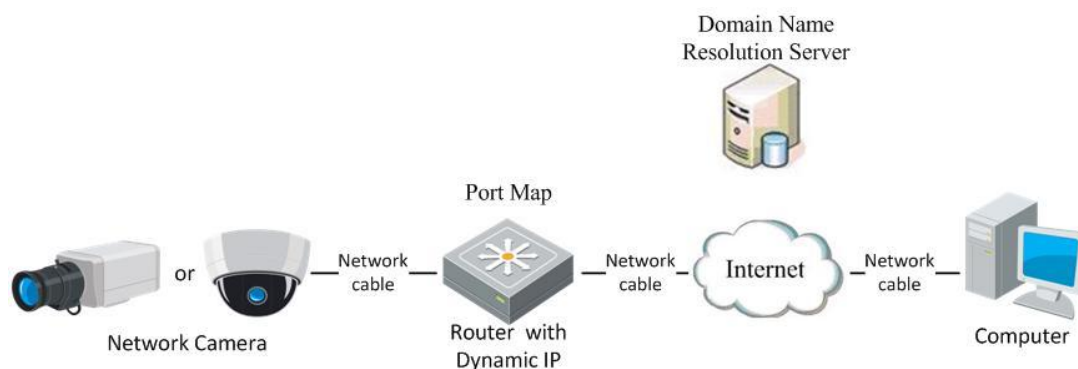 Domain Name
Resolution Server
Port Map
or
Network
cable
Network
cable
Internet
Network
cable
Network Camera
Router with
Dynamic IP
Computer